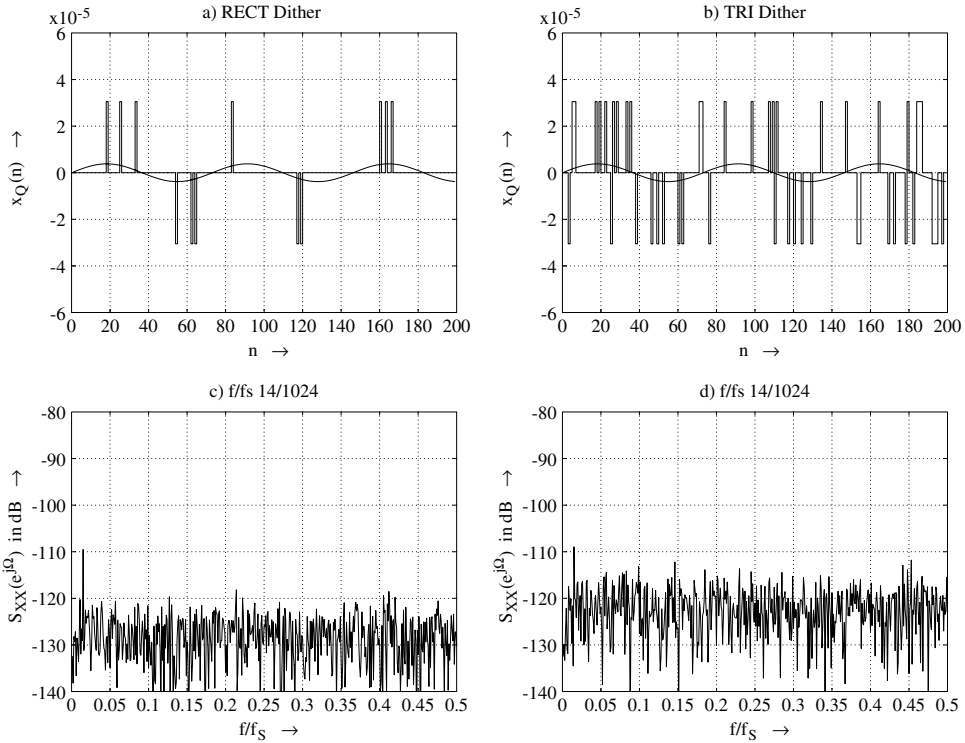 a) RECT Dither
x10⁻⁵
6
4
2
0
-2
-4
-6
x_Q(n) →
0 20 40 60 80 100 120 140 160 180 200
n →
b) TRI Dither
x10⁻⁵
6
4
2
0
-2
-4
-6
x_Q(n) →
0 20 40 60 80 100 120 140 160 180 200
n →
c) f/fs 14/1024
-80
-90
-100
-110
-120
-130
-140
S_XX(e^jΩ) in dB →
0 0.05 0.1 0.15 0.2 0.25 0.3 0.35 0.4 0.45 0.5
f/f_S →
d) f/fs 14/1024
-80
-90
-100
-110
-120
-130
-140
S_XX(e^jΩ) in dB →
0 0.05 0.1 0.15 0.2 0.25 0.3 0.35 0.4 0.45 0.5
f/f_S →